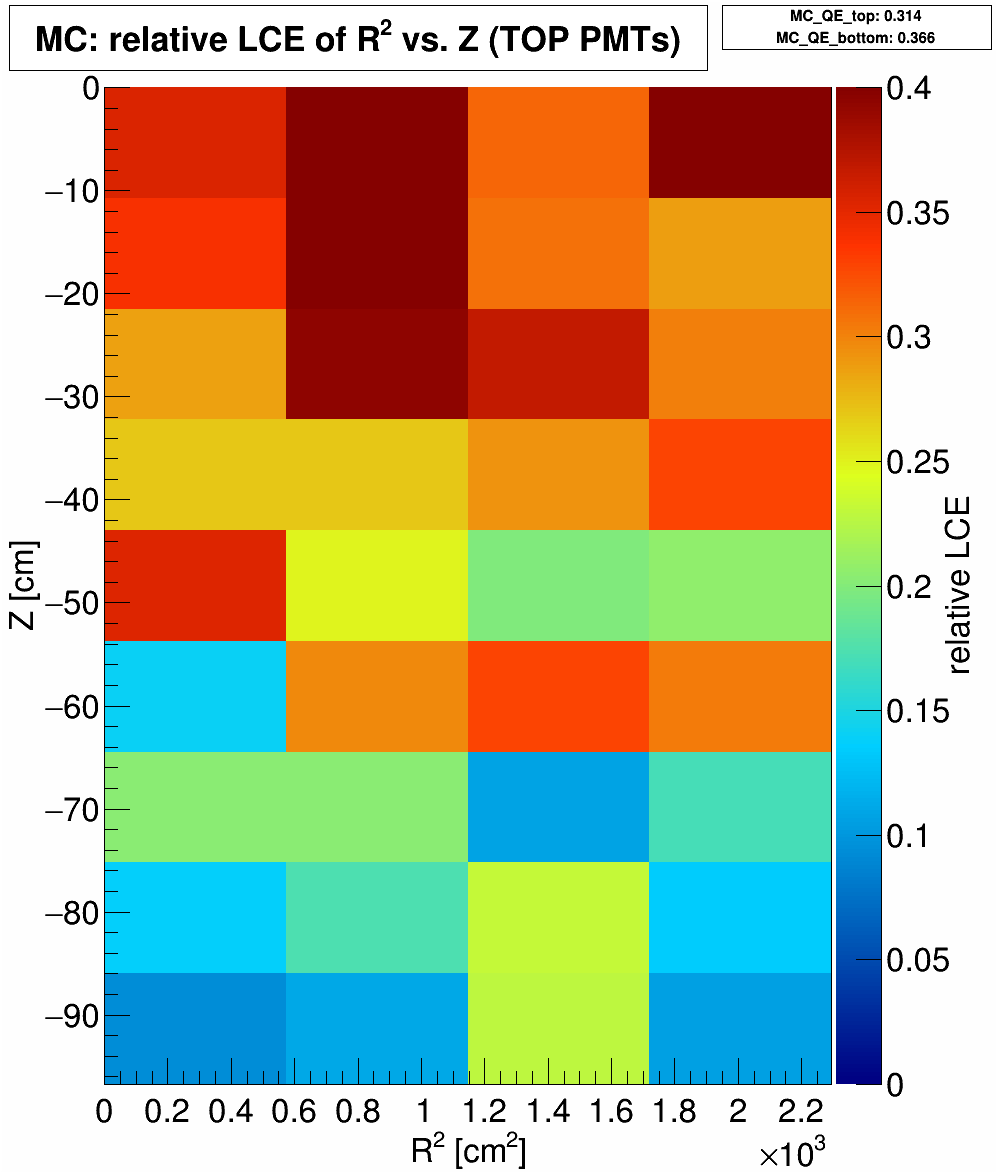 MC: relative LCE of R² vs. Z (TOP PMTs)
MC_QE_top: 0.314
MC_QE_bottom: 0.366
0
−10
−20
−30
−40
−50
−60
−70
−80
−90
Z [cm]
0 0.2 0.4 0.6 0.8 1 1.2 1.4 1.6 1.8 2 2.2
R² [cm²]
×10³
0.4
0.35
0.3
0.25
0.2
0.15
0.1
0.05
0
relative LCE